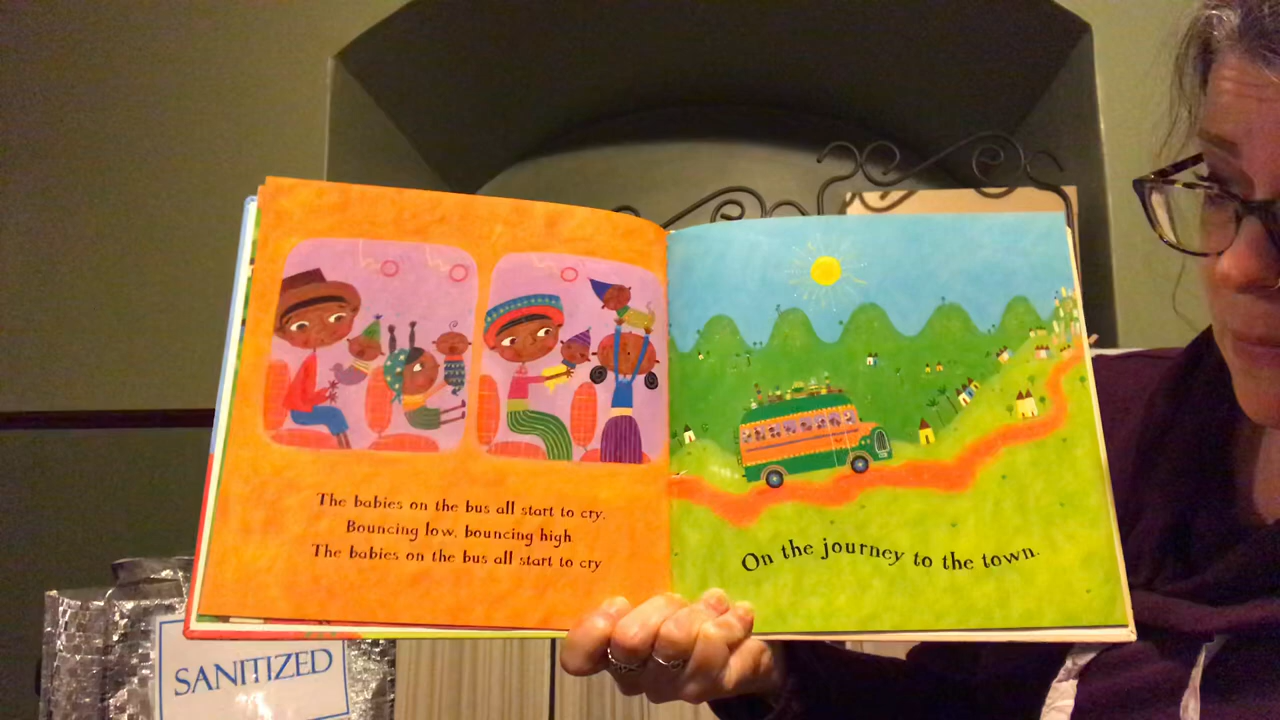 The babies on the bus all start to cry.
Bouncing low, bouncing high
The babies on the bus all start to cry
On the journey to the town.
SANITIZED